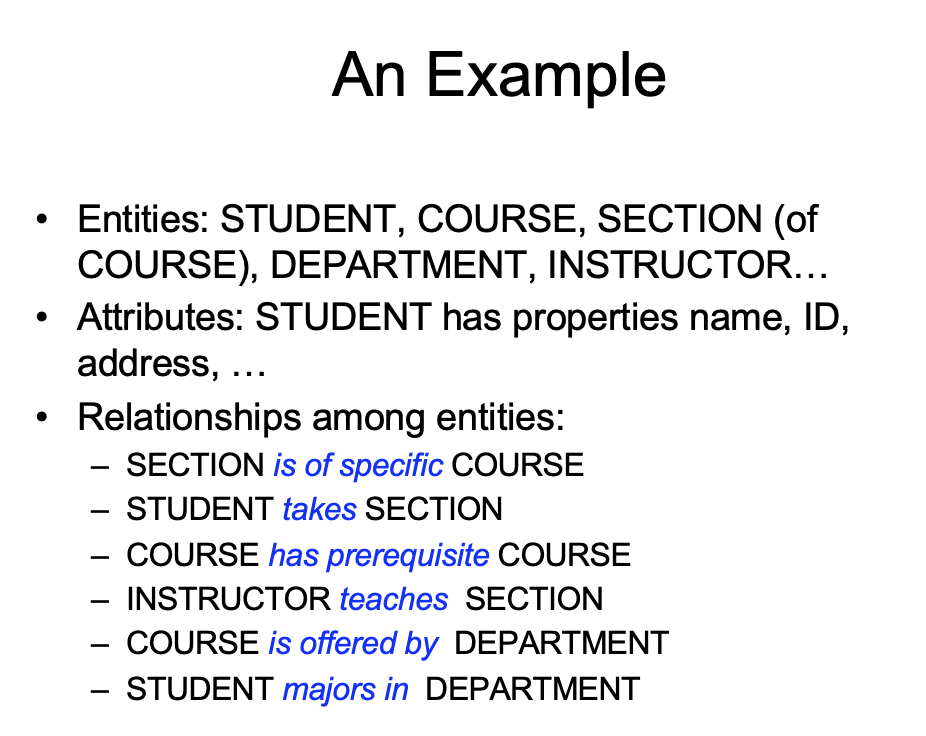 An Example
• Entities: STUDENT, COURSE, SECTION (of
COURSE), DEPARTMENT, INSTRUCTOR…
• Attributes: STUDENT has properties name, ID,
address, …
• Relationships among entities:
– SECTION is of specific COURSE
– STUDENT takes SECTION
– COURSE has prerequisite COURSE
– INSTRUCTOR teaches SECTION
– COURSE is offered by DEPARTMENT
– STUDENT majors in DEPARTMENT